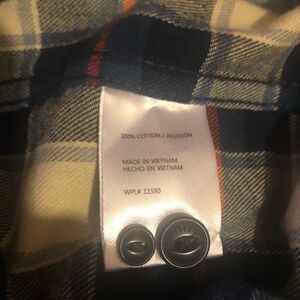 100% COTTON / ALGODÓN
MADE IN VIETNAM
HECHO EN VIETNAM
WPL# 11590